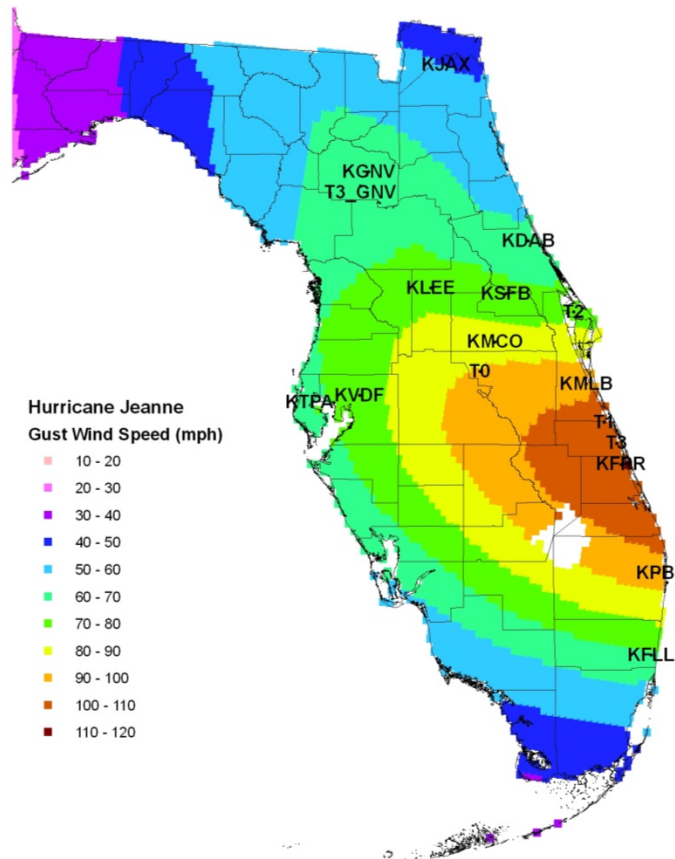 KJAX
KGNV
T3_GNV
KDAB
KLEE
KSFB
T2
KMCO
T0
KMLB
KTPA
KVDF
T1
T3
KFPR
KPB
KFLL
Hurricane Jeanne
Gust Wind Speed (mph)
10 - 20
20 - 30
30 - 40
40 - 50
50 - 60
60 - 70
70 - 80
80 - 90
90 - 100
100 - 110
110 - 120